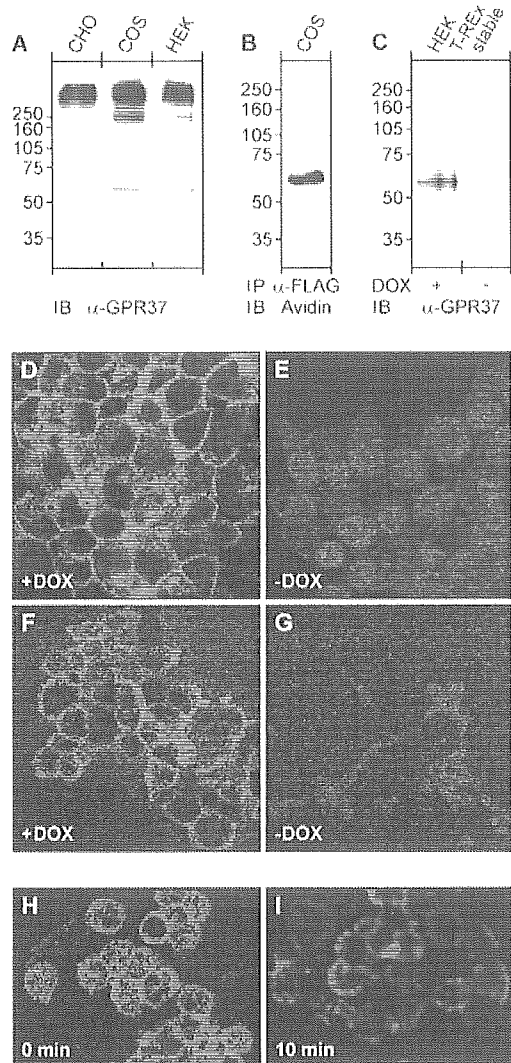 A CHO COS HEK
250
160
105
75
50
35
IB α-GPR37
B COS
250
160
105
75
50
35
IP α-FLAG
IB Avidin
C HEK T-REx stable
250
160
105
75
50
35
DOX + -
IB α-GPR37
D +DOX
E -DOX
F +DOX
G -DOX
H 0 min
I 10 min